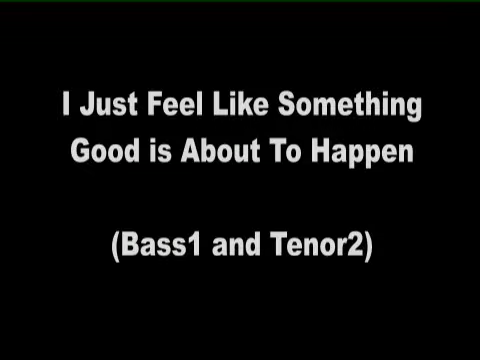 I Just Feel Like Something
Good is About To Happen
(Bass1 and Tenor2)